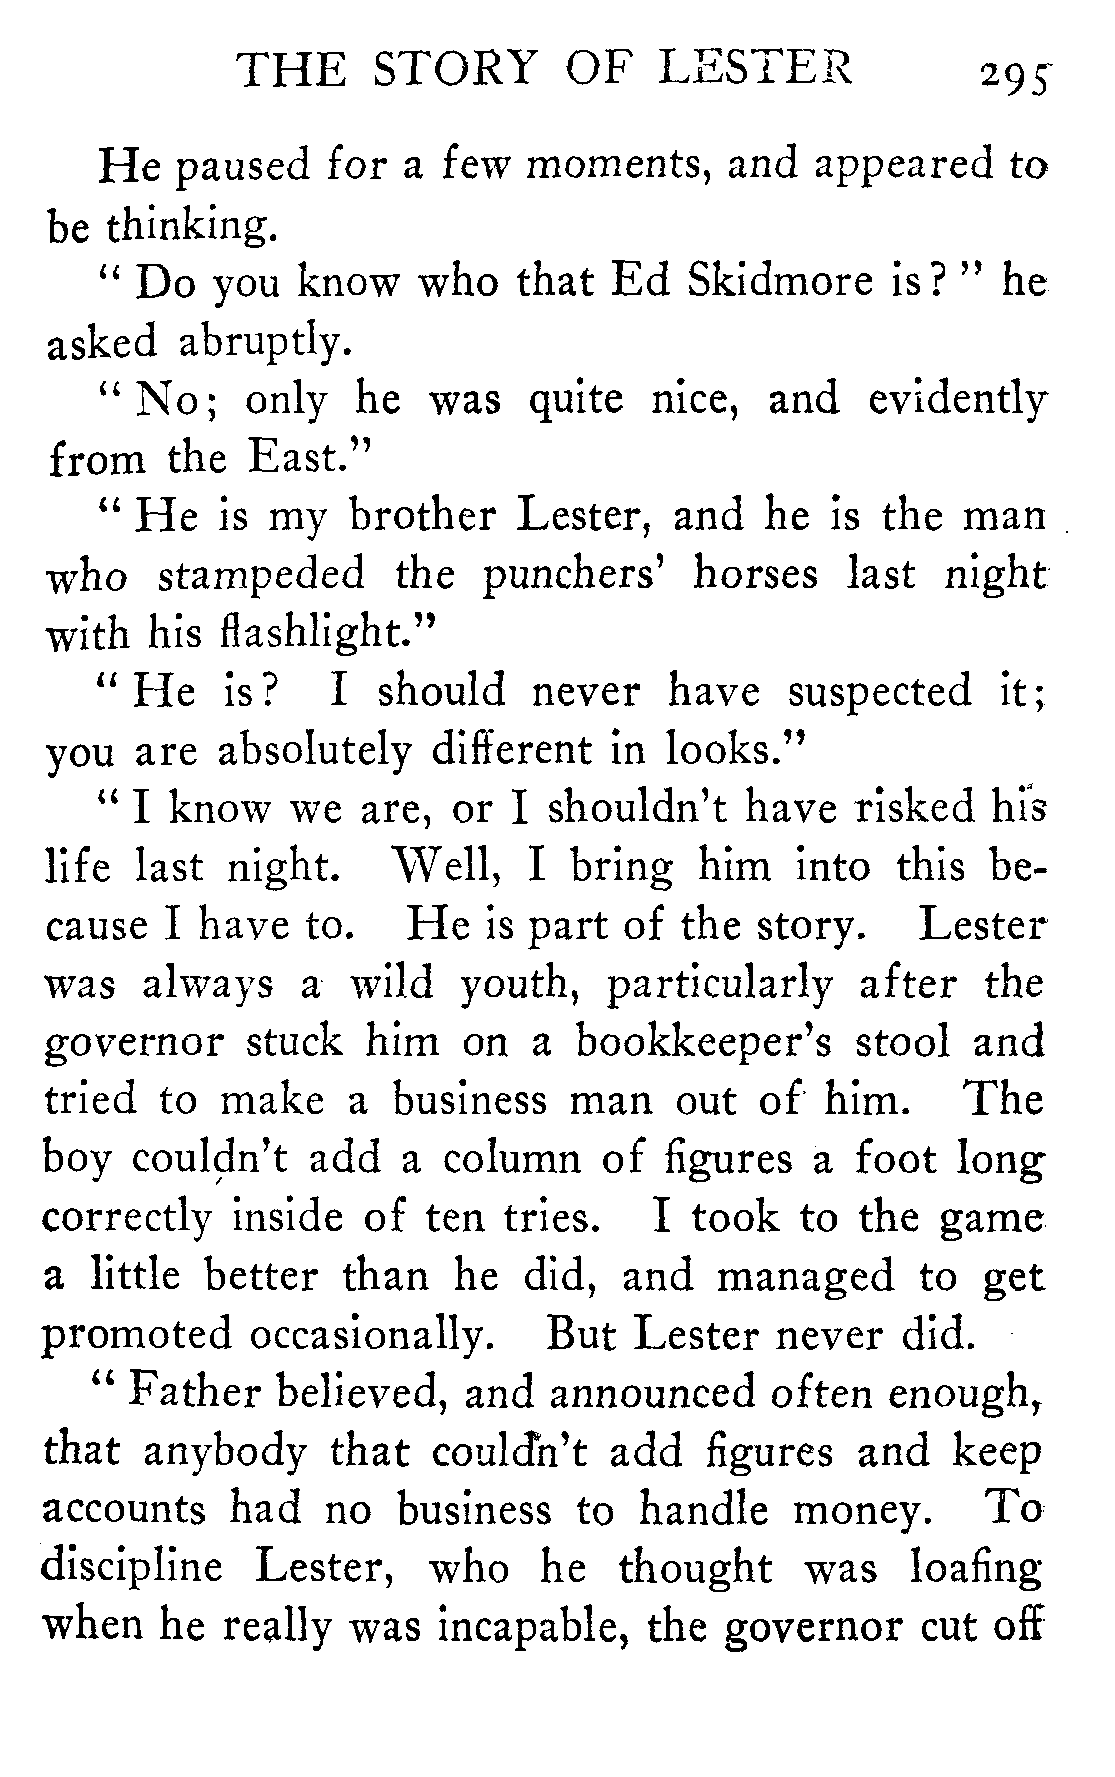 THE STORY OF LESTER 295
He paused for a few moments, and appeared to
be thinking.
" Do you know who that Ed Skidmore is? " he
asked abruptly.
" No; only he was quite nice, and evidently
from the East."
" He is my brother Lester, and he is the man
who stampeded the punchers' horses last night
with his flashlight."
" He is? I should never have suspected it;
you are absolutely different in looks."
" I know we are, or I shouldn't have risked his
life last night. Well, I bring him into this be-
cause I have to. He is part of the story. Lester
was always a wild youth, particularly after the
governor stuck him on a bookkeeper's stool and
tried to make a business man out of him. The
boy couldn't add a column of figures a foot long
correctly inside of ten tries. I took to the game
a little better than he did, and managed to get
promoted occasionally. But Lester never did.
" Father believed, and announced often enough,
that anybody that couldn't add figures and keep
accounts had no business to handle money. To
discipline Lester, who he thought was loafing
when he really was incapable, the governor cut off